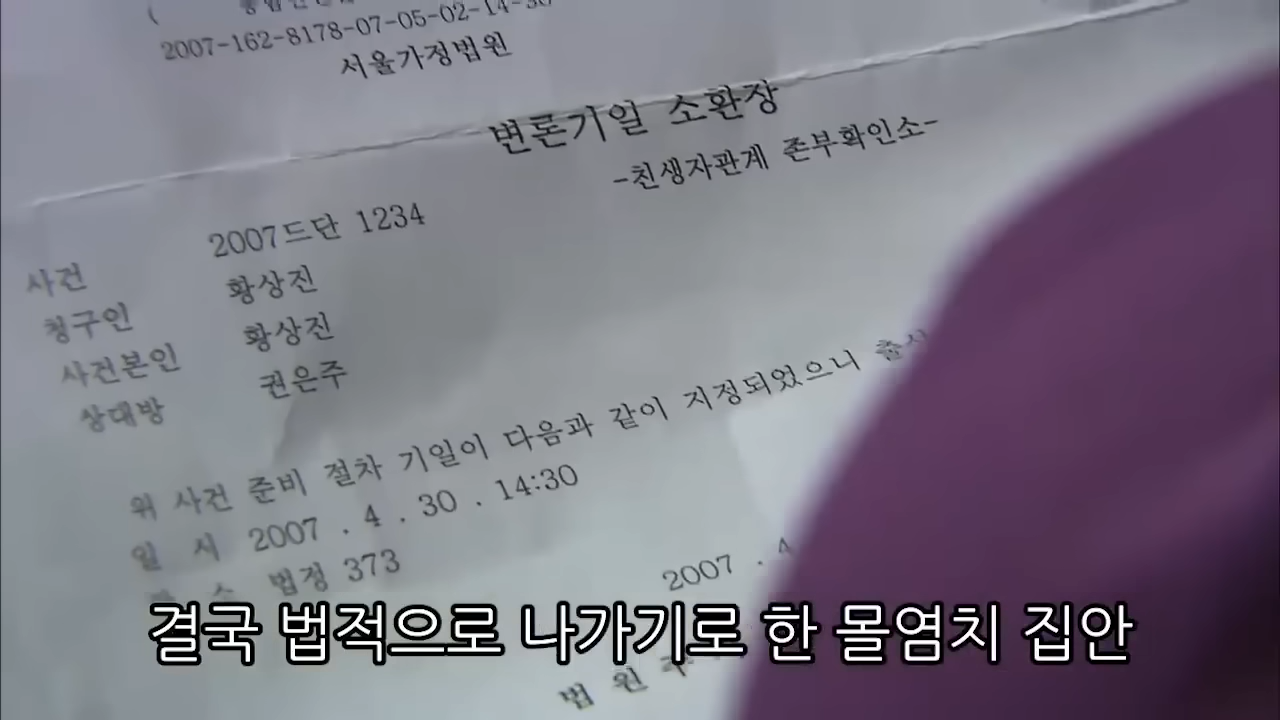 2007-162-8178-07-05-02-14-30
서울가정법원
변론기일 소환장
-친생자관계 존부확인소-
사건 2007드단 1234
청구인 황상진
사건본인 황상진
상대방 권은주
위 사건 준비 절차 기일이 다음과 같이 지정되었으니
일 시 2007 . 4 . 30 . 14:30
소 법정 373
2007 . 4
법 원 주
결국 법적으로 나가기로 한 몰염치 집안